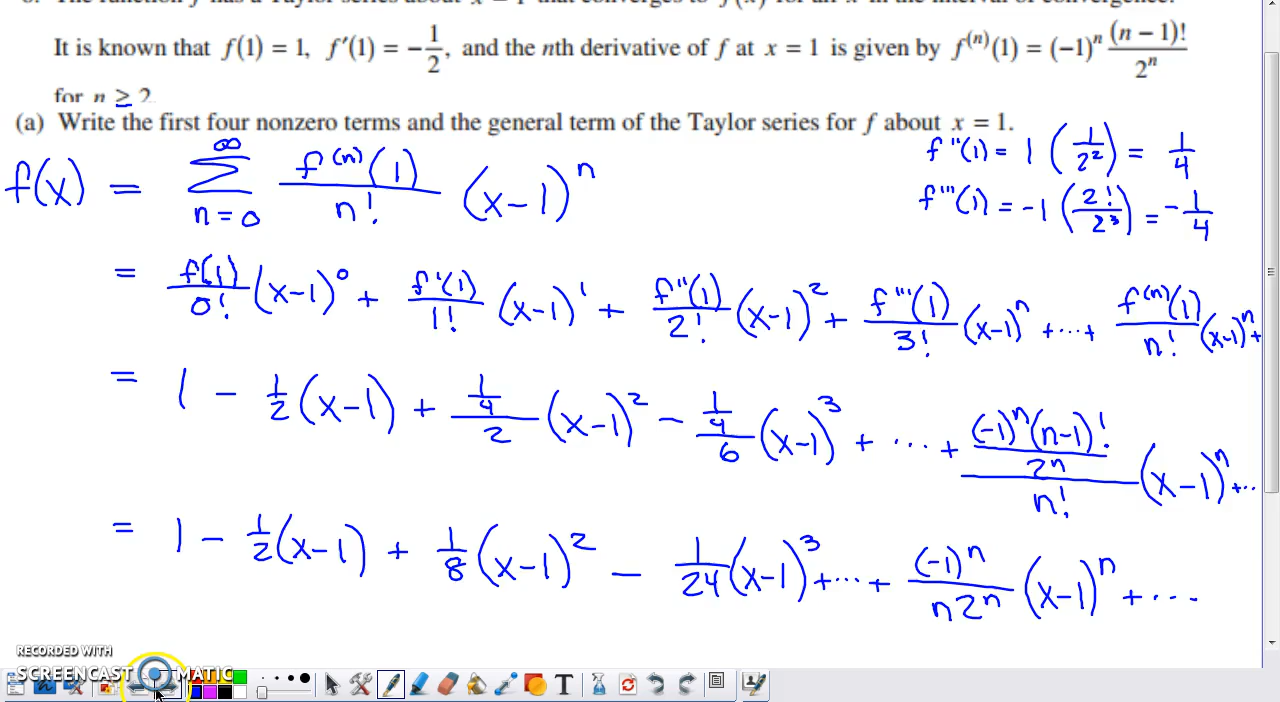 It is known that f(1) = 1, f′(1) = −1/2, and the nth derivative of f at x = 1 is given by f⁽ⁿ⁾(1) = (−1)ⁿ (n − 1)!/2ⁿ
for n ≥ 2
(a) Write the first four nonzero terms and the general term of the Taylor series for f about x = 1.
f''(1) = 1 (1/2²) = 1/4
f'''(1) = -1 (2!/2³) = -1/4
f(x) = ∞ Σ n=0 f⁽ⁿ⁾(1)/n! (x-1)ⁿ
= f(1)/0! (x-1)⁰ + f'(1)/1! (x-1)¹ + f''(1)/2! (x-1)² + f'''(1)/3! (x-1)ⁿ + ... + f⁽ⁿ⁾(1)/n! (x-1)ⁿ +
= 1 - 1/2 (x-1) + (1/4)/2 (x-1)² - (1/4)/6 (x-1)³ + ... + ((-1)ⁿ(n-1)!/2ⁿ)/n! (x-1)ⁿ + ...
= 1 - 1/2 (x-1) + 1/8 (x-1)² - 1/24 (x-1)³ + ... + (-1)ⁿ/n2ⁿ (x-1)ⁿ + ...
RECORDED WITH
SCREENCAST MATIC
T